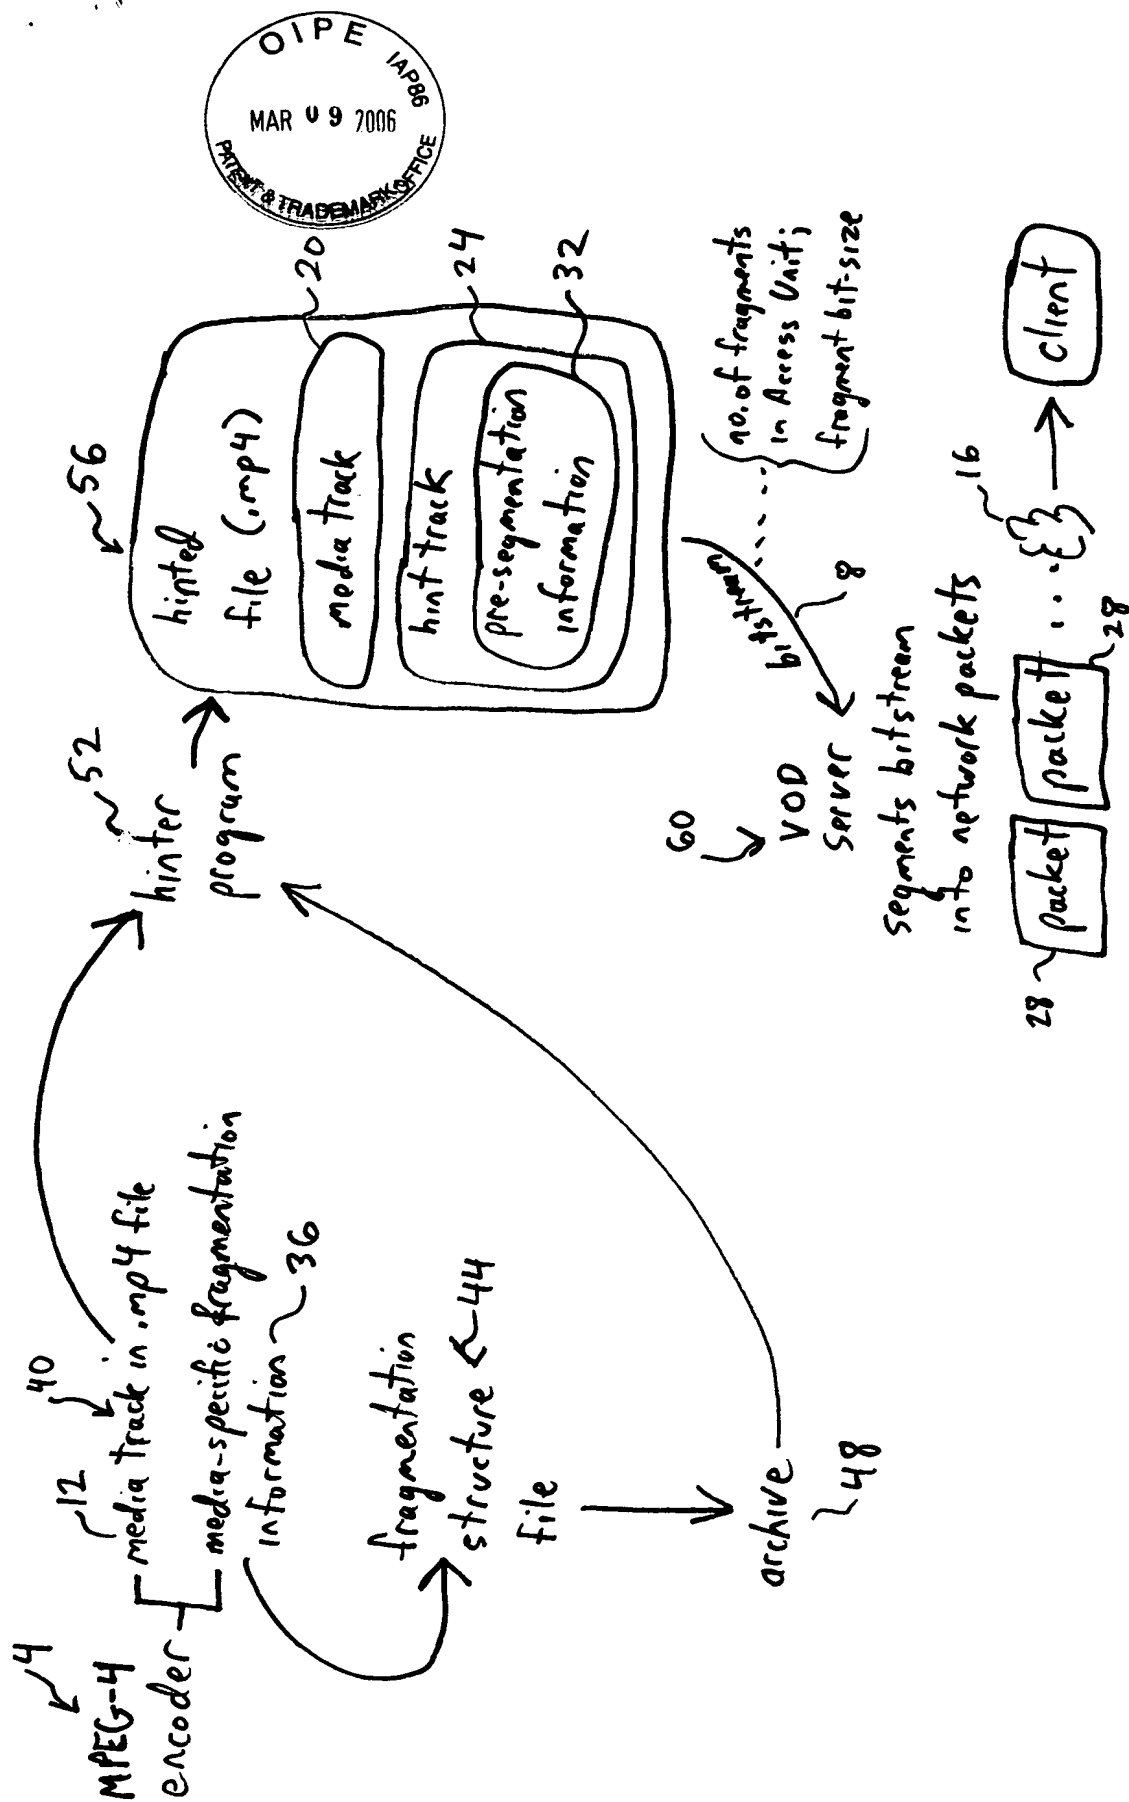 OIPE
IAP86
MAR 09 2006
PATENT & TRADEMARK OFFICE
4
MPEG-4
encoder
12
40
media track in .mp4 file
media-specific fragmentation
information
36
fragmentation
structure
file
44
archive
48
52
hinter
program
56
hinted
file (.mp4)
20
media track
24
hint track
32
pre-segmentation
information
bitstream
8
no. of fragments
in Access Unit;
fragment bit-size
60
VOD
server
segments bitstream
into network packets
28
packet
packet
28
16
client